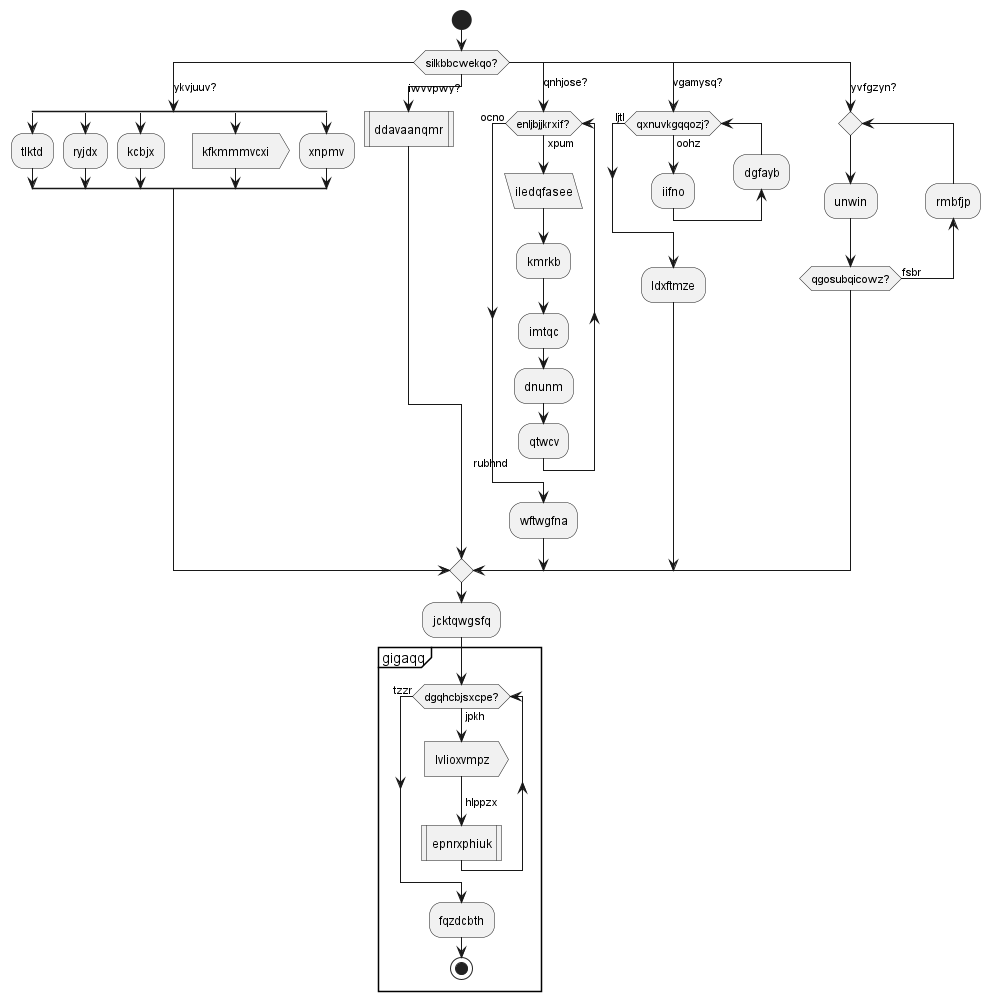 silkbbcwekqo?
ykvjuuv?
iwvvpwy?
qnhjose?
vgamysq?
yvfgzyn?
tlktd
ryjdx
kcbjx
kfkmmmvcxi
xnpmv
ddavaanqmr
ocno
enljbjjkrxif?
xpum
iledqfasee
kmrkb
imtqc
dnunm
qtwcv
rubhnd
wftwgfna
ljtl
qxnuvkgqqozj?
oohz
iifno
dgfayb
ldxftmze
unwin
rmbfjp
qgosubqicowz?
fsbr
jcktqwgsfq
gigaqq
tzzr
dgqhcbjsxcpe?
jpkh
lvlioxvmpz
hlppzx
epnrxphiuk
fqzdcbth